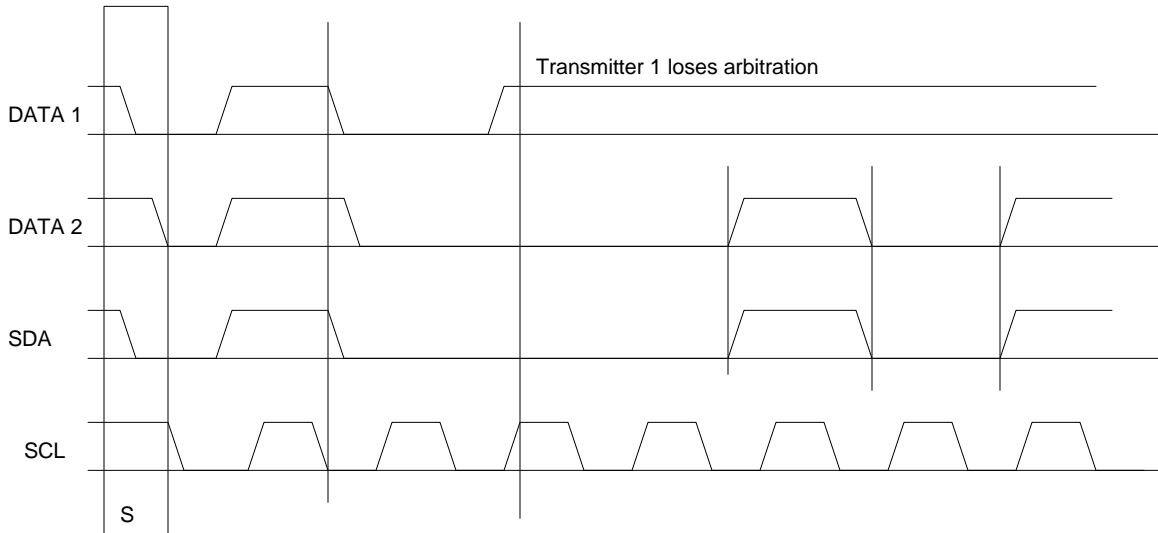 Transmitter 1 loses arbitration
DATA 1
DATA 2
SDA
SCL
S